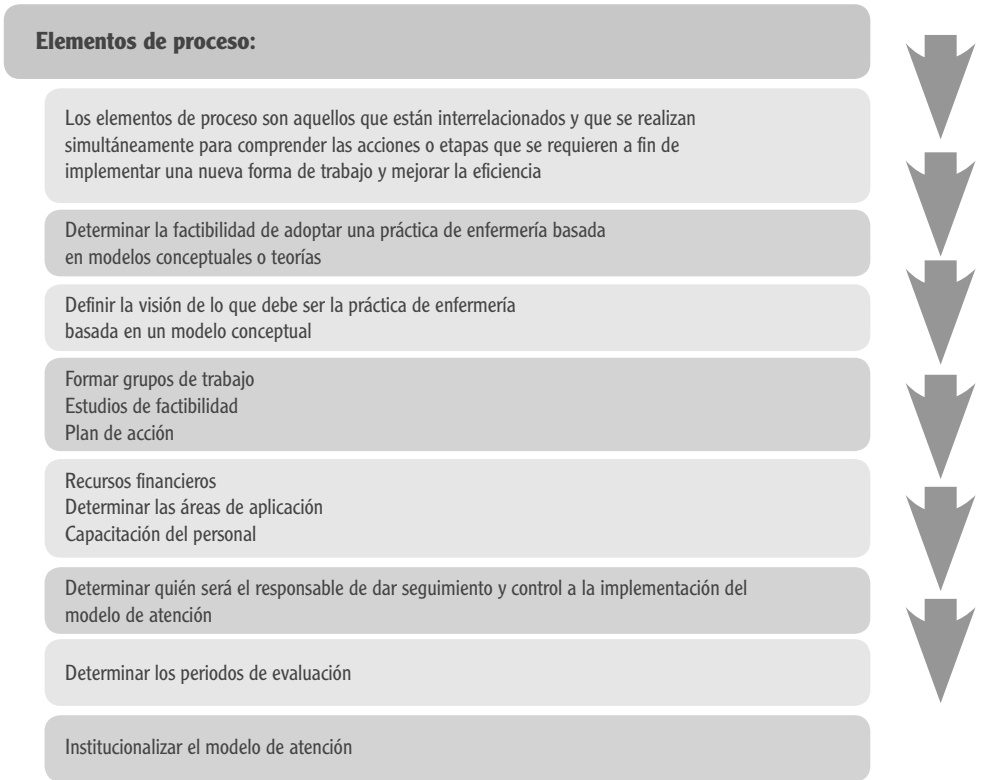 Elementos de proceso:
Los elementos de proceso son aquellos que están interrelacionados y que se realizan
simultáneamente para comprender las acciones o etapas que se requieren a fin de
implementar una nueva forma de trabajo y mejorar la eficiencia
Determinar la factibilidad de adoptar una práctica de enfermería basada
en modelos conceptuales o teorías
Definir la visión de lo que debe ser la práctica de enfermería
basada en un modelo conceptual
Formar grupos de trabajo
Estudios de factibilidad
Plan de acción
Recursos financieros
Determinar las áreas de aplicación
Capacitación del personal
Determinar quién será el responsable de dar seguimiento y control a la implementación del
modelo de atención
Determinar los periodos de evaluación
Institucionalizar el modelo de atención